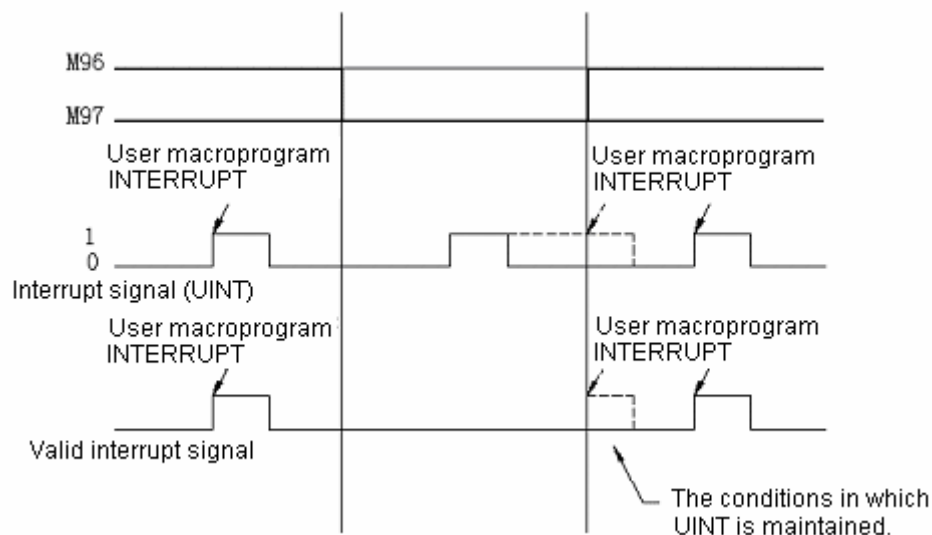 M96
M97
User macroprogram
INTERRUPT
User macroprogram
INTERRUPT
1
0
Interrupt signal (UINT)
User macroprogram
INTERRUPT
User macroprogram
INTERRUPT
Valid interrupt signal
The conditions in which
UINT is maintained.